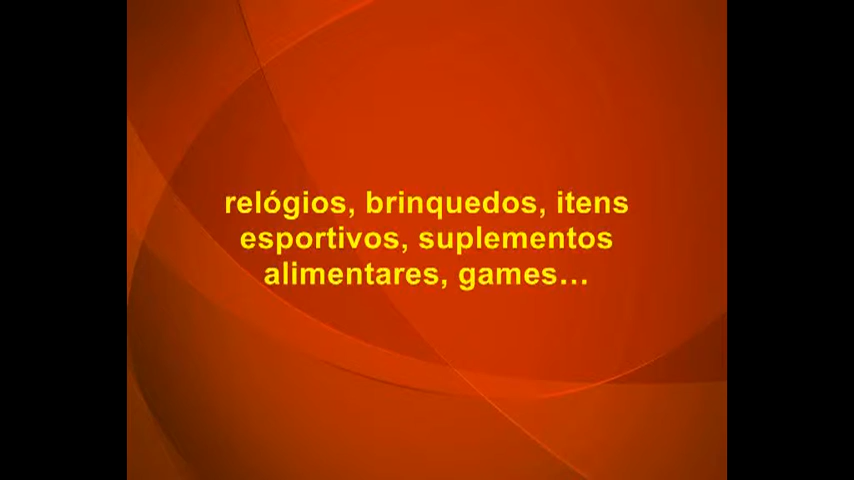 relógios, brinquedos, itens
esportivos, suplementos
alimentares, games...